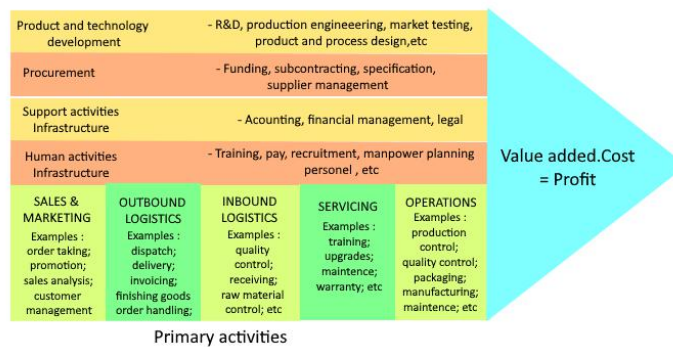 Product and technology
development
- R&D, production engineeering, market testing,
product and process design,etc
Procurement
- Funding, subcontracting, specification,
supplier management
Support activities
Infrastructure
- Acounting, financial management, legal
Human activities
Infrastructure
- Training, pay, recruitment, manpower planning
personel , etc
Value added.Cost
= Profit
SALES &
MARKETING
Examples :
order taking;
promotion;
sales analysis;
customer
management
OUTBOUND
LOGISTICS
Examples :
dispatch;
delivery;
invoicing;
finishing goods
order handling;
INBOUND
LOGISTICS
Examples :
quality
control;
receiving;
raw material
control; etc
SERVICING
Examples :
training;
upgrades;
maintence;
warranty; etc
OPERATIONS
Examples :
production
control;
quality control;
packaging;
manufacturing;
maintence; etc
Primary activities